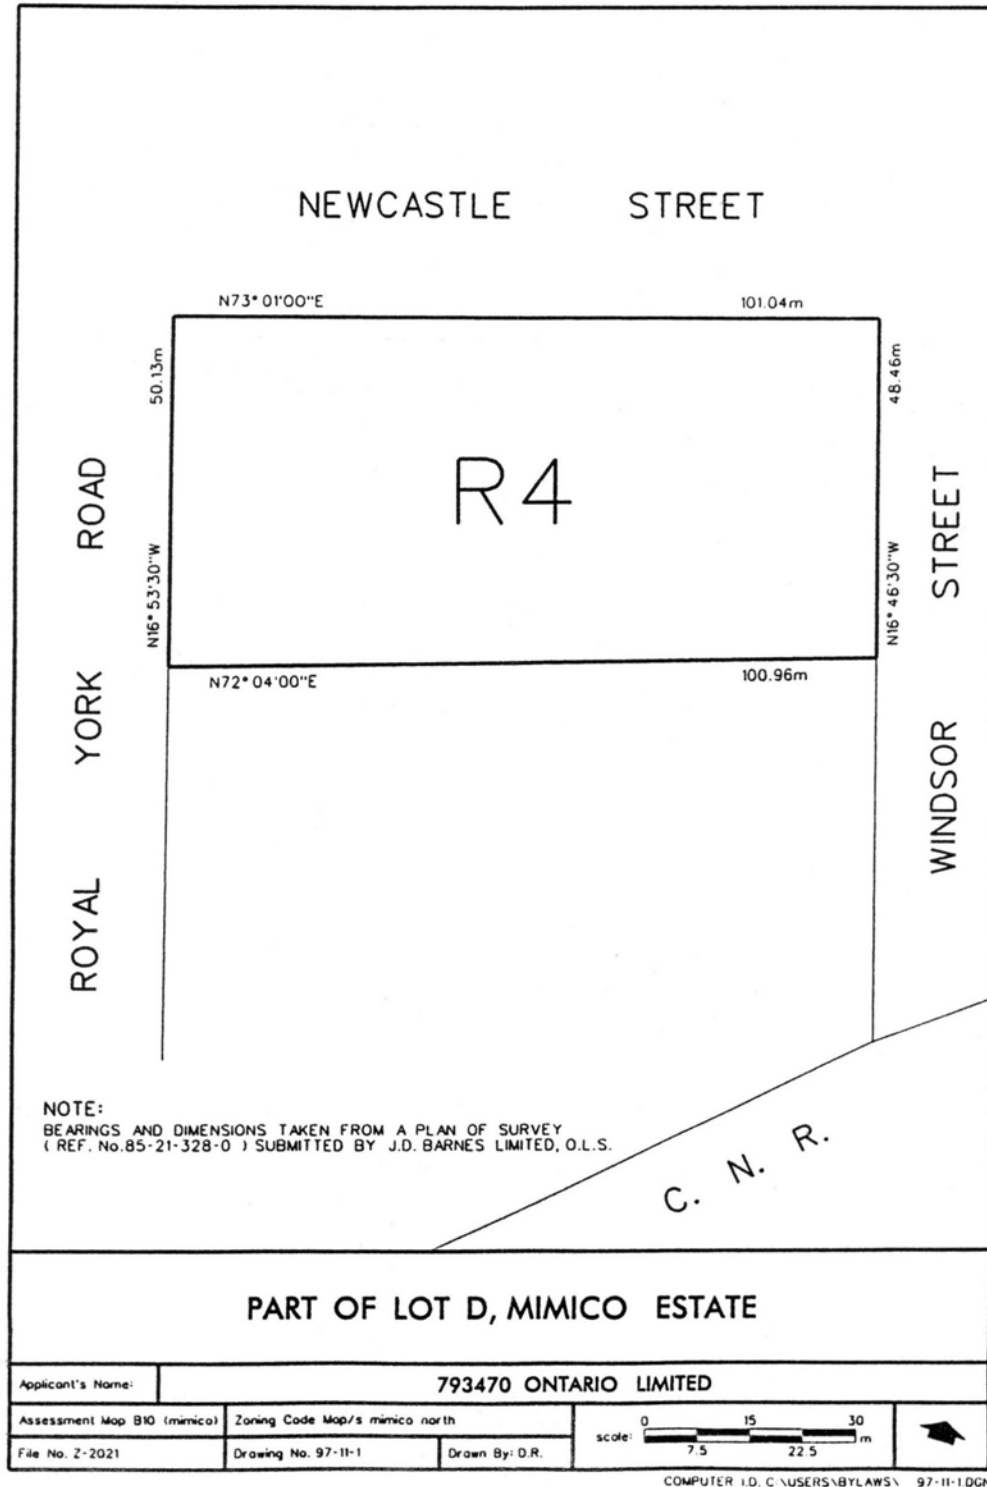 NEWCASTLE STREET
N73° 01'00"E 101.04m
50.13m
48.46m
R4
ROYAL YORK ROAD
N16° 53'30"W
N16° 46'30"W
WINDSOR STREET
N72° 04'00"E 100.96m
NOTE:
BEARINGS AND DIMENSIONS TAKEN FROM A PLAN OF SURVEY
( REF. No.85-21-328-0 ) SUBMITTED BY J.D. BARNES LIMITED, O.L.S.
C. N. R.
PART OF LOT D, MIMICO ESTATE
Applicant's Name: 793470 ONTARIO LIMITED
Assessment Map B10 (mimico) Zoning Code Map/s mimico north
File No. Z-2021 Drawing No. 97-11-1 Drawn By: D.R.
scale: 0 15 30 m
7.5 22.5
COMPUTER I.D. C:\USERS\BYLAWS\ 97-11-1.DGN